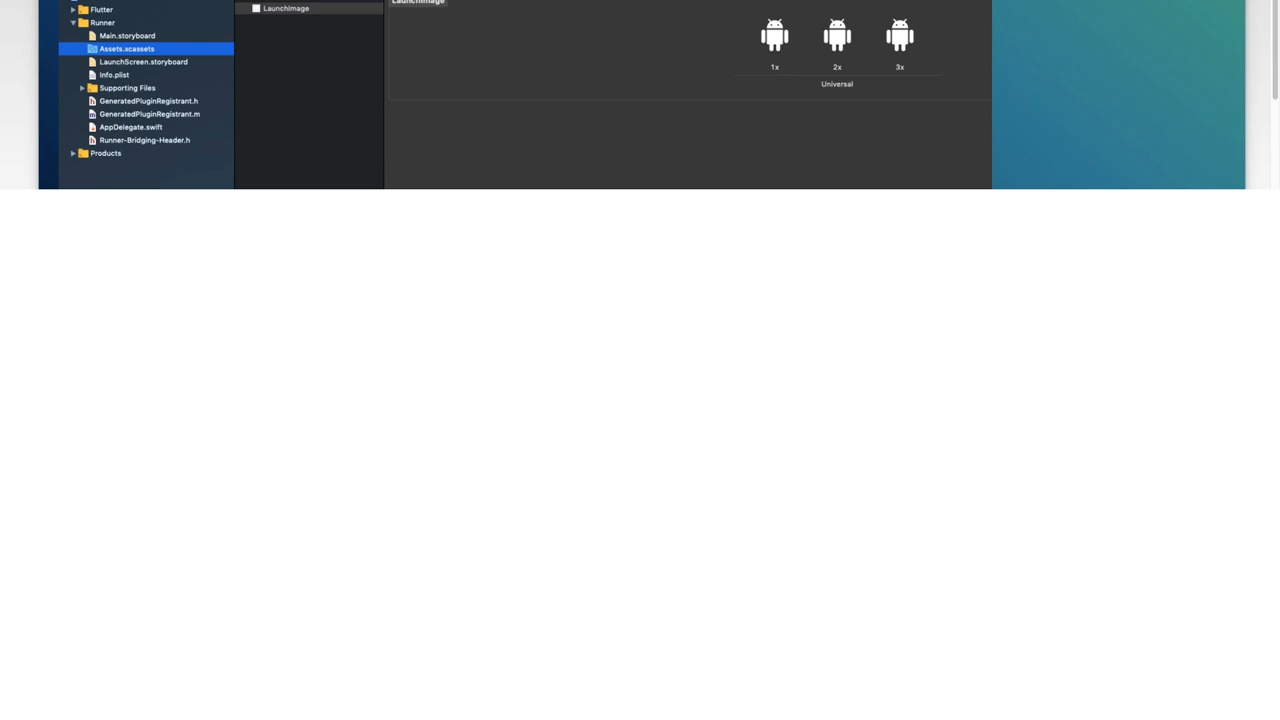 LaunchImage
Flutter
LaunchImage
Runner
Main.storyboard
Assets.xcassets
LaunchScreen.storyboard
1x 2x 3x
Info.plist
Universal
Supporting Files
GeneratedPluginRegistrant.h
GeneratedPluginRegistrant.m
AppDelegate.swift
Runner-Bridging-Header.h
Products